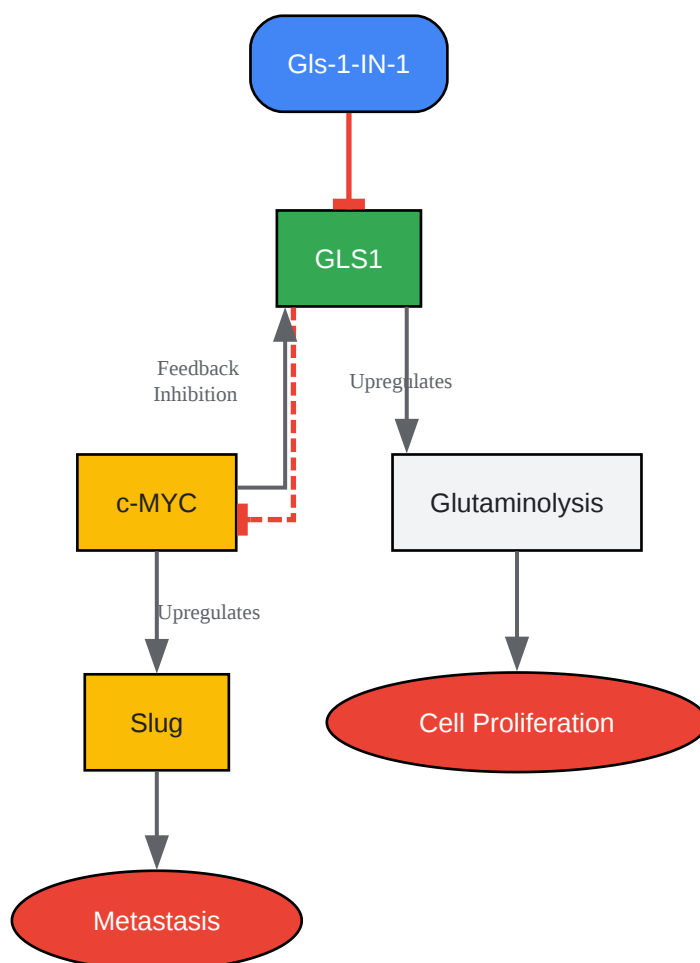 Gls-1-IN-1
GLS1
Feedback
Inhibition
Upregulates
c-MYC
Glutaminolysis
Upregulates
Slug
Cell Proliferation
Metastasis